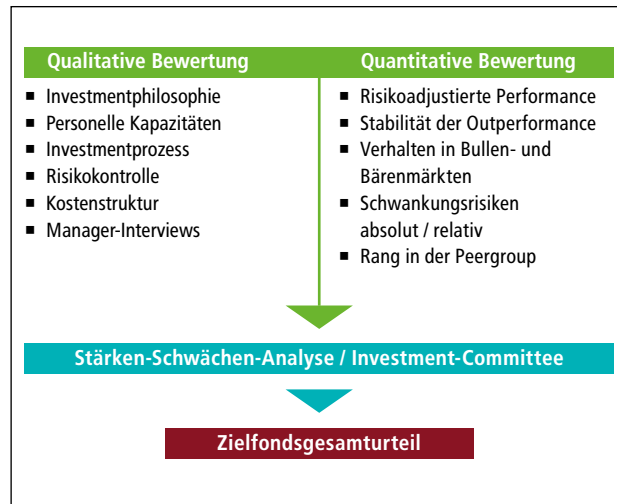 Qualitative Bewertung
■ Investmentphilosophie
■ Personelle Kapazitäten
■ Investmentprozess
■ Risikokontrolle
■ Kostenstruktur
■ Manager-Interviews
Quantitative Bewertung
■ Risikoadjustierte Performance
■ Stabilität der Outperformance
■ Verhalten in Bullen- und
Bärenmärkten
■ Schwankungsrisiken
absolut / relativ
■ Rang in der Peergroup
Stärken-Schwächen-Analyse / Investment-Committee
Zielfondsgesamturteil